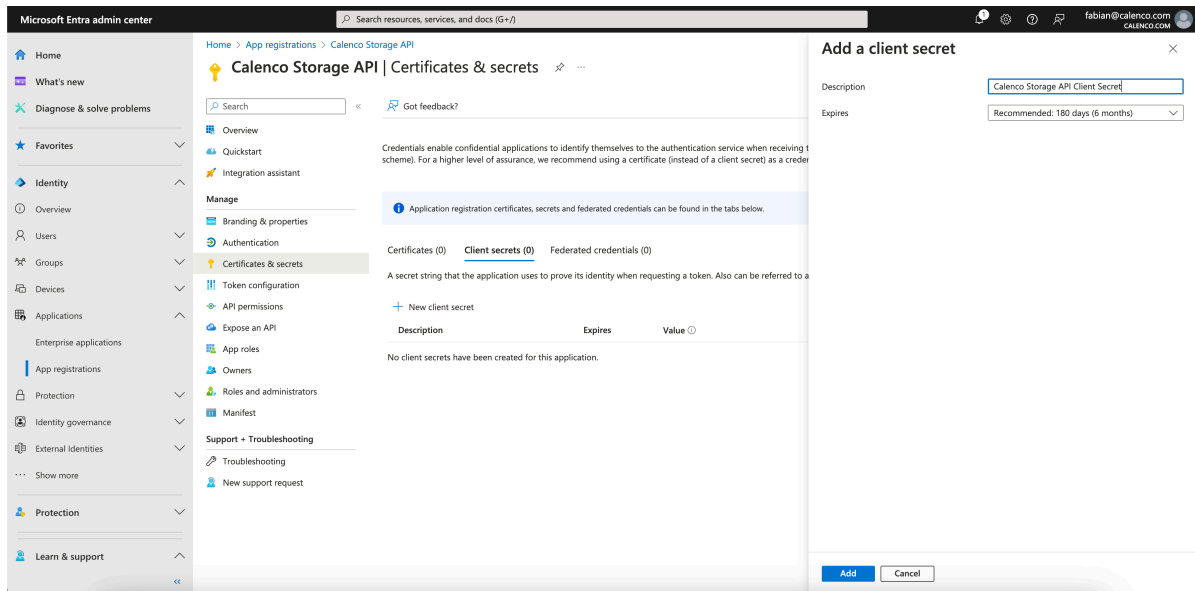 Microsoft Entra admin center
Search resources, services, and docs (G+/)
1
fabian@calenco.com
CALENCO.COM
Home
What's new
Diagnose & solve problems
Favorites
Identity
Overview
Users
Groups
Devices
Applications
Enterprise applications
App registrations
Protection
Identity governance
External Identities
Show more
Protection
Learn & support
Home > App registrations > Calenco Storage API
Calenco Storage API | Certificates & secrets
Search
Overview
Quickstart
Integration assistant
Manage
Branding & properties
Authentication
Certificates & secrets
Token configuration
API permissions
Expose an API
App roles
Owners
Roles and administrators
Manifest
Support + Troubleshooting
Troubleshooting
New support request
Got feedback?
Credentials enable confidential applications to identify themselves to the authentication service when receiving t
scheme). For a higher level of assurance, we recommend using a certificate (instead of a client secret) as a creden
Application registration certificates, secrets and federated credentials can be found in the tabs below.
Certificates (0) Client secrets (0) Federated credentials (0)
A secret string that the application uses to prove its identity when requesting a token. Also can be referred to a
New client secret
Description Expires Value
No client secrets have been created for this application.
Add a client secret
Description Calenco Storage API Client Secret
Expires Recommended: 180 days (6 months)
Add Cancel